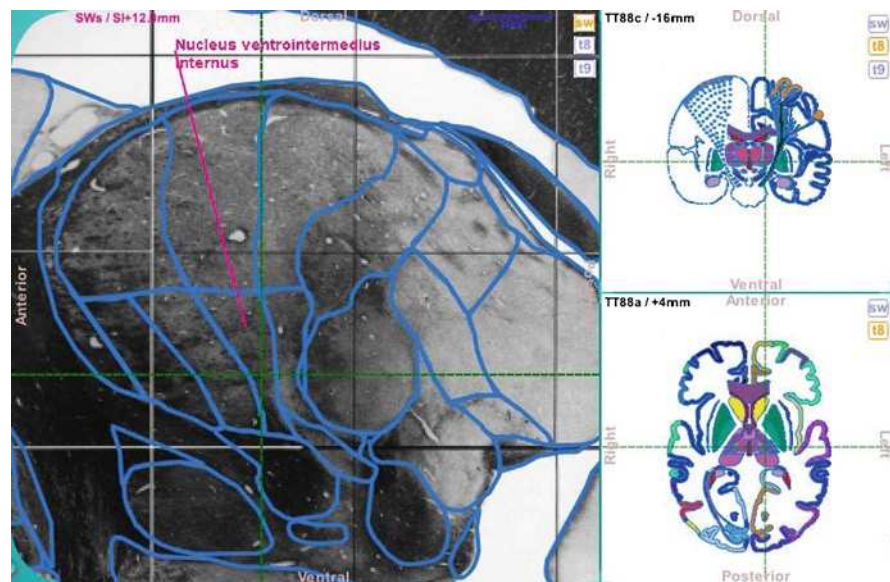 SWs / SI+12.0mm
Dorsal
Nucleus ventrointermedius
internus
sw
t8
t9
Anterior
Ventral
TT88c / -16mm
Dorsal
sw
t8
t9
Right
Left
Ventral
TT88a / +4mm
Anterior
sw
t8
Right
Left
Posterior